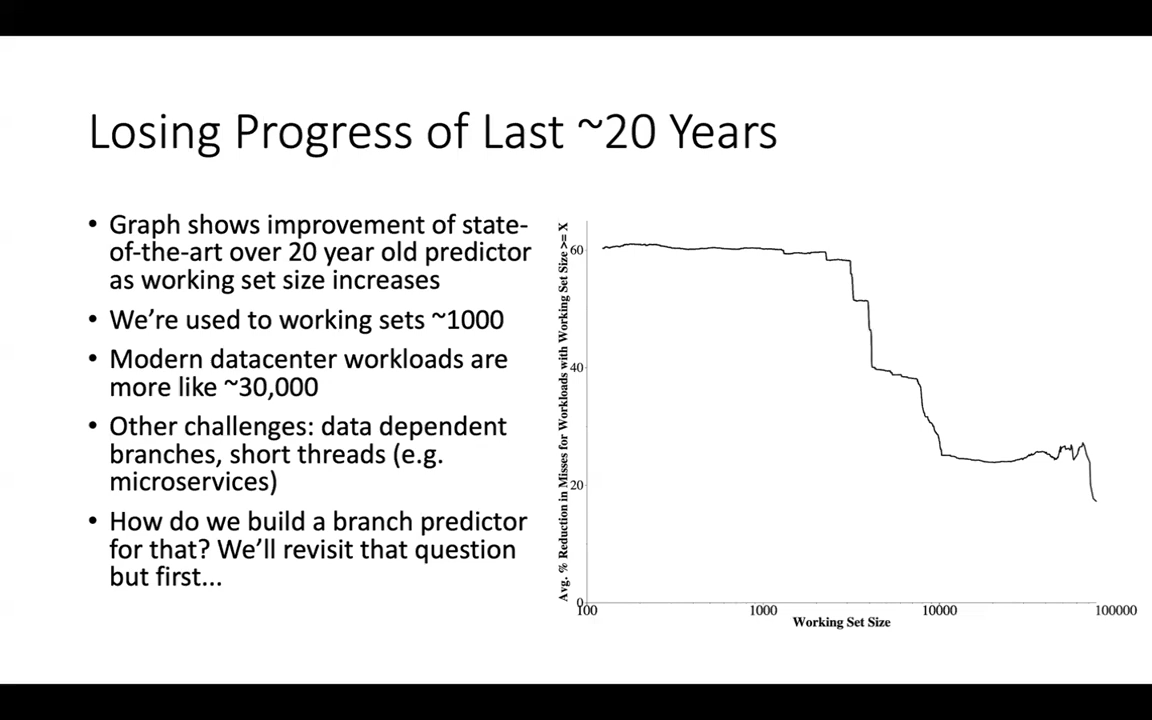 Losing Progress of Last ~20 Years
• Graph shows improvement of state-
of-the-art over 20 year old predictor
as working set size increases
• We’re used to working sets ~1000
• Modern datacenter workloads are
more like ~30,000
• Other challenges: data dependent
branches, short threads (e.g.
microservices)
• How do we build a branch predictor
for that? We’ll revisit that question
but first...
Avg. % Reduction in Misses for Workloads with Working Set Size >= X
60
40
20
0
100
1000
10000
100000
Working Set Size